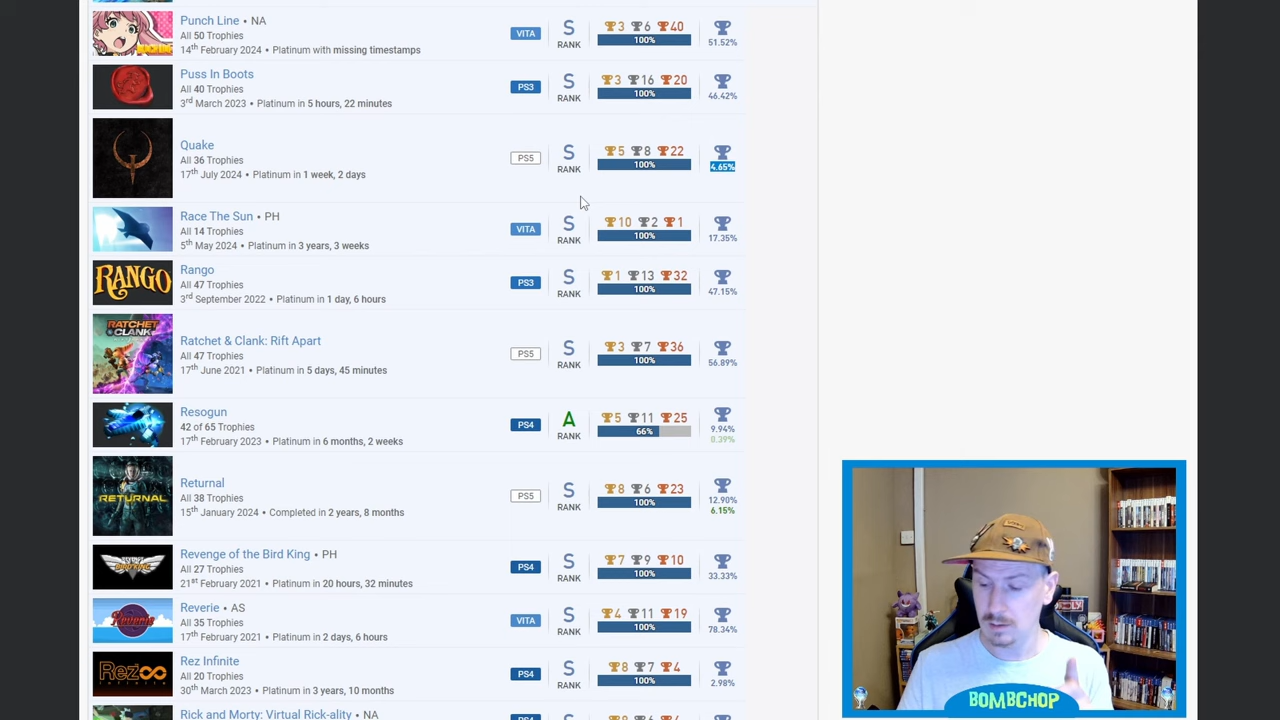 Punch Line • NA
All 50 Trophies
14th February 2024 • Platinum with missing timestamps
VITA
S
RANK
3 6 40
100%
51.52%
Puss In Boots
All 40 Trophies
3rd March 2023 • Platinum in 5 hours, 22 minutes
PS3
S
RANK
3 16 20
100%
46.42%
Quake
All 36 Trophies
17th July 2024 • Platinum in 1 week, 2 days
PS5
S
RANK
5 8 22
100%
4.65%
Race The Sun • PH
All 14 Trophies
5th May 2024 • Platinum in 3 years, 3 weeks
VITA
S
RANK
10 2 1
100%
17.35%
RANGO
Rango
All 47 Trophies
3rd September 2022 • Platinum in 1 day, 6 hours
PS3
S
RANK
1 13 32
100%
47.15%
RATCHET
& CLANK
Ratchet & Clank: Rift Apart
All 47 Trophies
17th June 2021 • Platinum in 5 days, 45 minutes
PS5
S
RANK
3 7 36
100%
56.89%
Resogun
42 of 65 Trophies
17th February 2023 • Platinum in 6 months, 2 weeks
PS4
A
RANK
5 11 25
66%
9.94%
0.39%
RETURNAL
Returnal
All 38 Trophies
15th January 2024 • Completed in 2 years, 8 months
PS5
S
RANK
8 6 23
100%
12.90%
6.15%
Revenge of the Bird King • PH
All 27 Trophies
21st February 2021 • Platinum in 20 hours, 32 minutes
PS4
S
RANK
7 9 10
100%
33.33%
Reverie
Reverie • AS
All 35 Trophies
17th February 2021 • Platinum in 2 days, 6 hours
VITA
S
RANK
4 11 19
100%
78.34%
Rez
infinite
Rez Infinite
All 20 Trophies
30th March 2023 • Platinum in 3 years, 10 months
PS4
S
RANK
8 7 4
100%
2.98%
Rick and Morty: Virtual Rick-ality • NA
BOMBCHOP